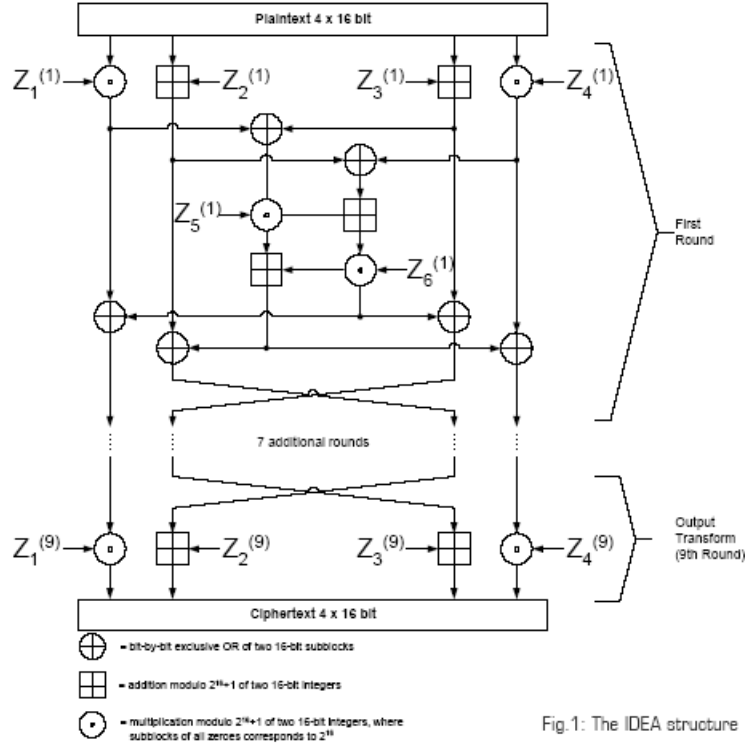 Plaintext 4 x 16 bit
Z₁⁽¹⁾ Z₂⁽¹⁾ Z₃⁽¹⁾ Z₄⁽¹⁾
Z₅⁽¹⁾
First
Round
Z₆⁽¹⁾
7 additional rounds
Z₁⁽⁹⁾ Z₂⁽⁹⁾ Z₃⁽⁹⁾ Z₄⁽⁹⁾
Output
Transform
(9th Round)
Ciphertext 4 x 16 bit
= bit-by-bit exclusive OR of two 16-bit subblocks
= addition modulo 2¹⁶+1 of two 16-bit integers
= multiplication modulo 2¹⁶+1 of two 16-bit integers, where
subblocks of all zeroes corresponds to 2¹⁶
Fig.1: The IDEA structure